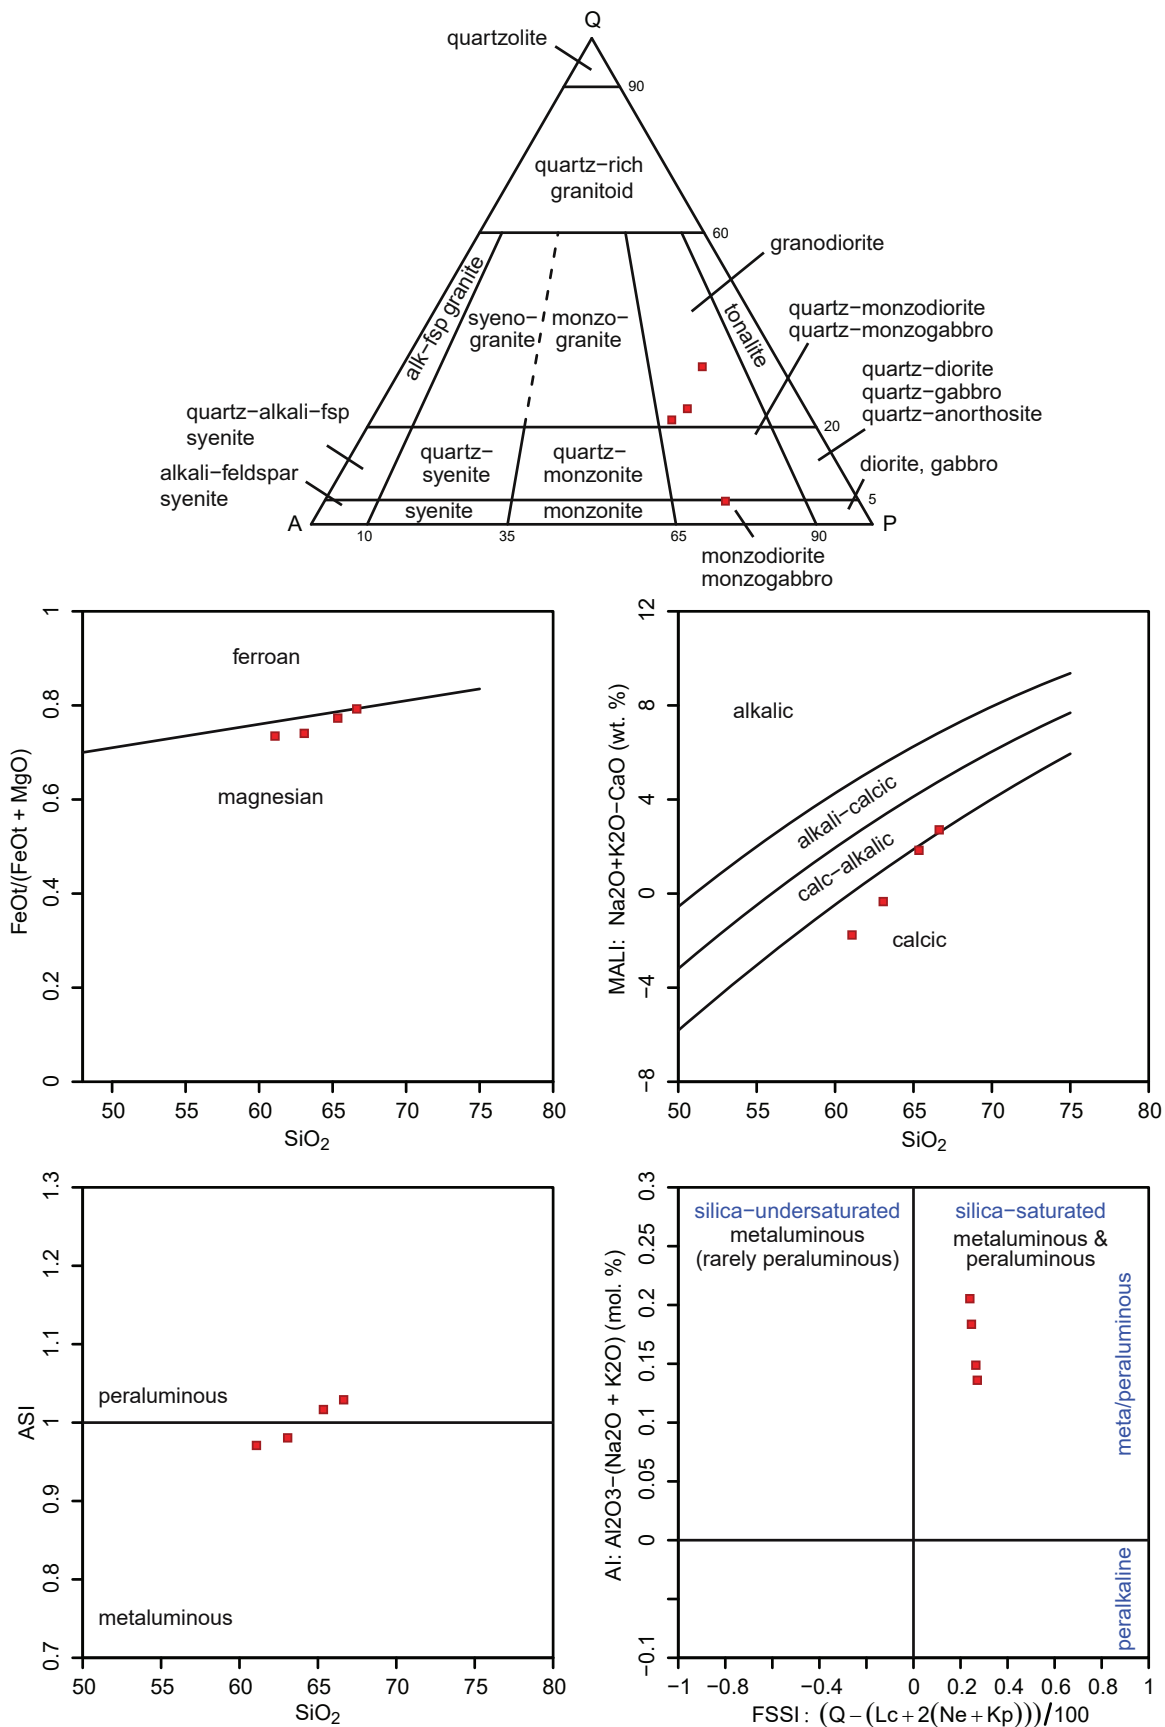 Q
quartzolite
90
quartz−rich
granitoid
60
granodiorite
alk−fsp granite
syeno−
granite
monzo−
granite
tonalite
quartz−monzodiorite
quartz−monzogabbro
quartz−diorite
quartz−gabbro
quartz−anorthosite
quartz−alkali−fsp
syenite
20
quartz−
syenite
quartz−
monzonite
diorite, gabbro
alkali−feldspar
syenite
5
syenite
monzonite
A
P
10
35
65
90
monzodiorite
monzogabbro
FeOt/(FeOt + MgO)
1
0.8
0.6
0.4
0.2
0
ferroan
magnesian
50
55
60
65
70
75
80
SiO2
MALI: Na2O+K2O−CaO (wt. %)
12
8
4
0
−4
−8
alkalic
alkali−calcic
calc−alkalic
calcic
50
55
60
65
70
75
80
SiO2
ASI
1.3
1.2
1.1
1
0.9
0.8
0.7
peraluminous
metaluminous
50
55
60
65
70
75
80
SiO2
AI: Al2O3−(Na2O + K2O) (mol. %)
0.3
0.25
0.2
0.15
0.1
0.05
0
−0.1
silica−undersaturated
metaluminous
(rarely peraluminous)
silica−saturated
metaluminous &
peraluminous
meta/peraluminous
peralkaline
−1
−0.8
−0.4
0
0.2
0.4
0.6
0.8
1
FSSI : (Q − (Lc + 2(Ne + Kp)))/100